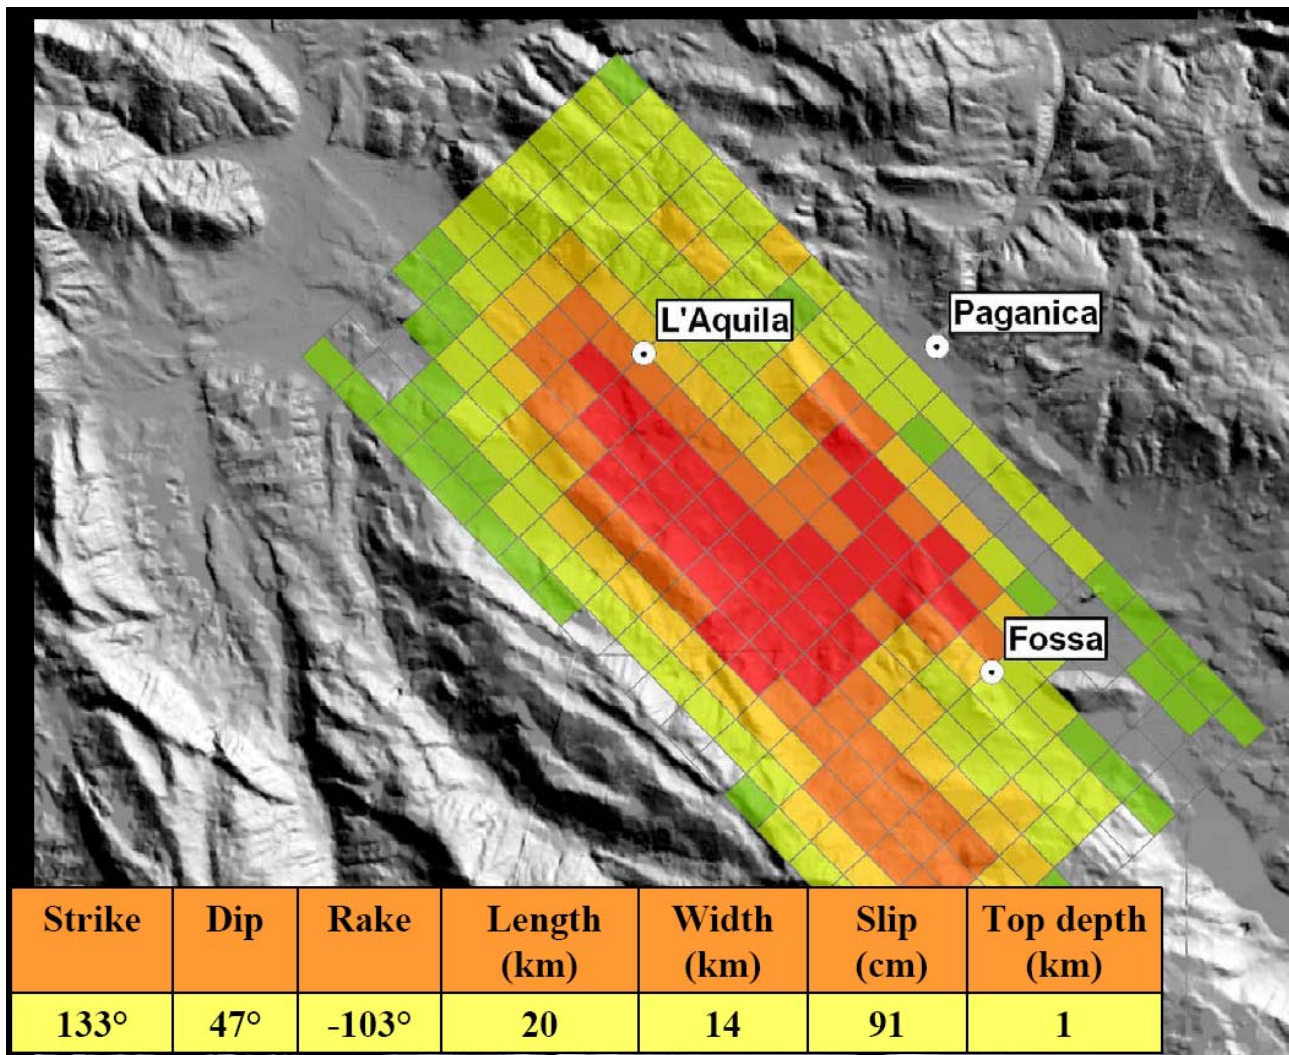 L'Aquila
Paganica
Fossa
Strike Dip Rake Length (km) Width (km) Slip (cm) Top depth (km)
133° 47° -103° 20 14 91 1